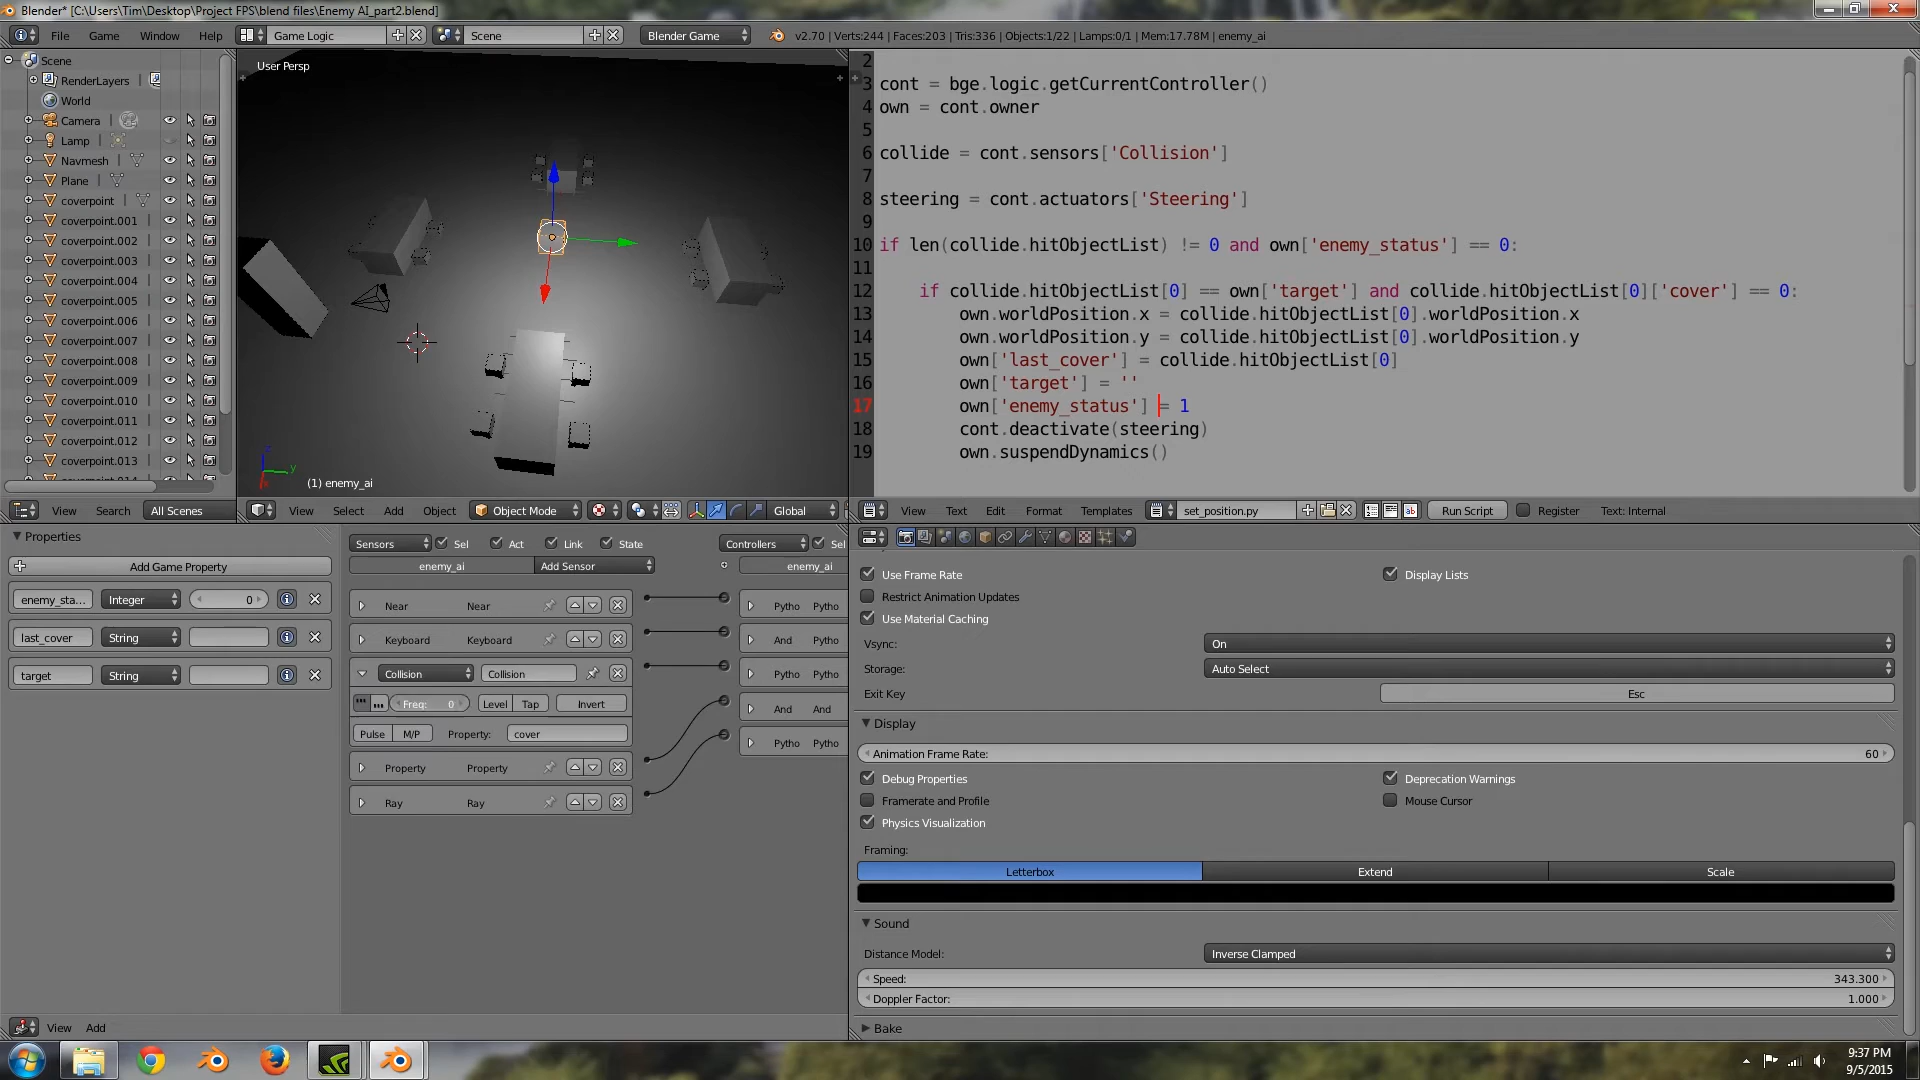 Blender* [C:\Users\Tim\Desktop\Project FPS\blend files\Enemy AI_part2.blend]
File Game Window Help Game Logic Scene Blender Game v2.70 | Verts:244 | Faces:203 | Tris:336 | Objects:1/22 | Lamps:0/1 | Mem:17.78M | enemy_ai
Scene
RenderLayers
World
Camera
Lamp
Navmesh
Plane
coverpoint
coverpoint.001
coverpoint.002
coverpoint.003
coverpoint.004
coverpoint.005
coverpoint.006
coverpoint.007
coverpoint.008
coverpoint.009
coverpoint.010
coverpoint.011
coverpoint.012
coverpoint.013
View Search All Scenes
User Persp
(1) enemy_ai
View Select Add Object Object Mode Global
2
3 cont = bge.logic.getCurrentController()
4 own = cont.owner
5
6 collide = cont.sensors['Collision']
7
8 steering = cont.actuators['Steering']
9
10 if len(collide.hitObjectList) != 0 and own['enemy_status'] == 0:
11
12 if collide.hitObjectList[0] == own['target'] and collide.hitObjectList[0]['cover'] == 0:
13 own.worldPosition.x = collide.hitObjectList[0].worldPosition.x
14 own.worldPosition.y = collide.hitObjectList[0].worldPosition.y
15 own['last_cover'] = collide.hitObjectList[0]
16 own['target'] = ''
17 own['enemy_status'] = 1
18 cont.deactivate(steering)
19 own.suspendDynamics()
View Text Edit Format Templates set_position.py Run Script Register Text: Internal
Properties
Add Game Property
enemy_sta... Integer 0
last_cover String
target String
Sensors Sel Act Link State Controllers Sel
enemy_ai Add Sensor enemy_ai
Near Near Pytho Pytho
Keyboard Keyboard And Pytho
Collision Collision Pytho Pytho
Freq: 0 Level Tap Invert And And
Pulse M/P Property: cover Pytho Pytho
Property Property
Ray Ray
View Add
Use Frame Rate Display Lists
Restrict Animation Updates
Use Material Caching
Vsync: On
Storage: Auto Select
Exit Key Esc
Display
Animation Frame Rate: 60
Debug Properties Deprecation Warnings
Framerate and Profile Mouse Cursor
Physics Visualization
Framing:
Letterbox Extend Scale
Sound
Distance Model: Inverse Clamped
Speed: 343.300
Doppler Factor: 1.000
Bake
9:37 PM
9/5/2015